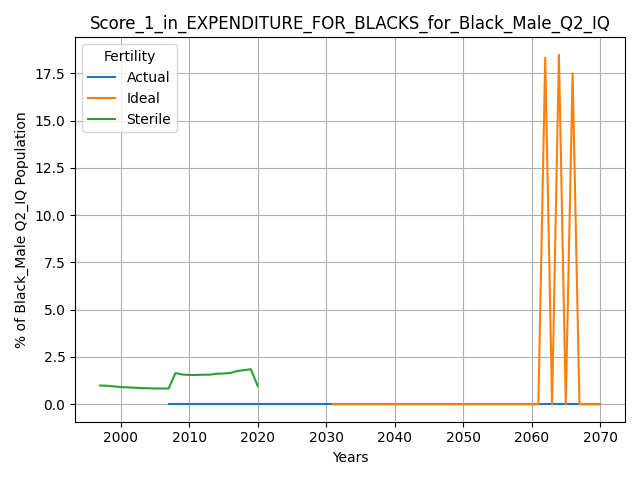 Score_1_in_EXPENDITURE_FOR_BLACKS_for_Black_Male_Q2_IQ
Fertility
Actual
Ideal
Sterile
% of Black_Male Q2_IQ Population
17.5
15.0
12.5
10.0
7.5
5.0
2.5
0.0
2000 2010 2020 2030 2040 2050 2060 2070
Years